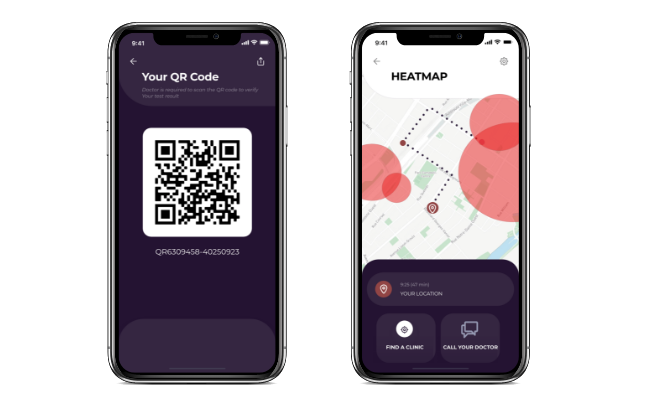 9:41
Your QR Code
Doctor is required to scan the QR code to verify
Your test result
QR6309458-40250923
9:41
HEATMAP
YOUR LOCATION
FIND A CLINIC
CALL YOUR DOCTOR